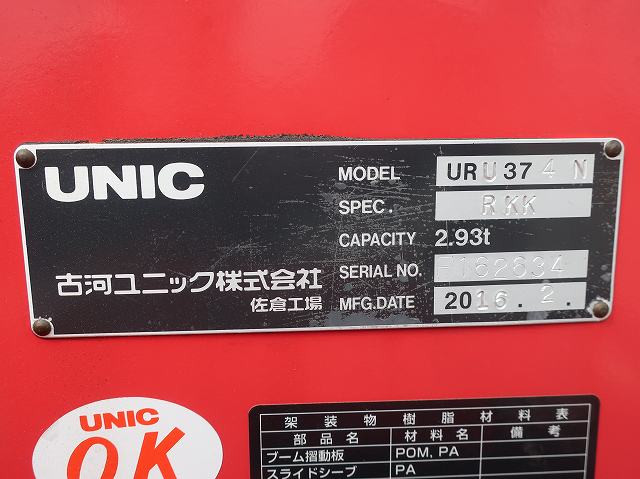 UNIC
古河ユニック株式会社
佐倉工場
MODEL URU374N
SPEC. RKK
CAPACITY 2.93t
SERIAL NO. F162634
MFG.DATE 2016.2.
UNIC
OK
架装物樹脂材料表
部品名 材料名 備考
ブーム摺動板 POM, PA
スライドシーブ PA